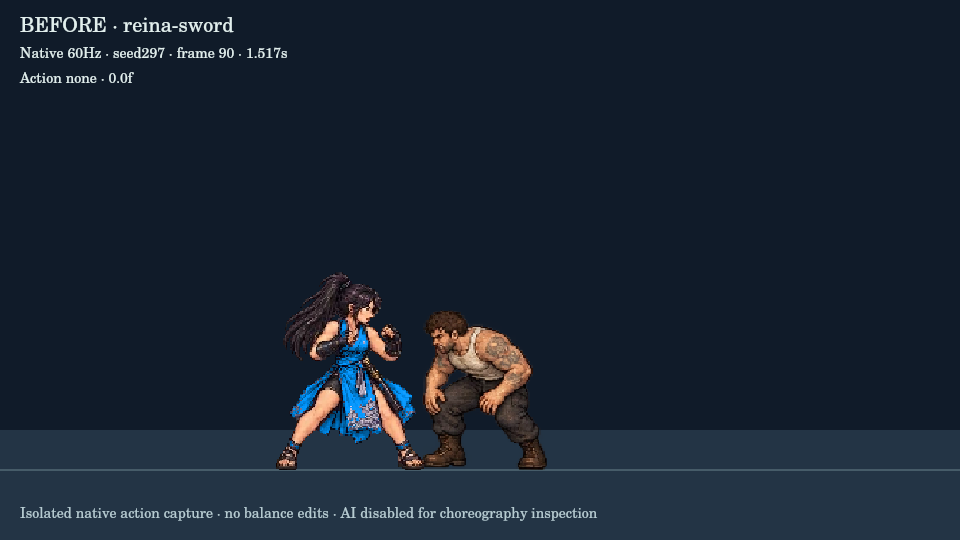 BEFORE · reina-sword
Native 60Hz · seed297 · frame 90 · 1.517s
Action none · 0.0f
Isolated native action capture · no balance edits · AI disabled for choreography inspection